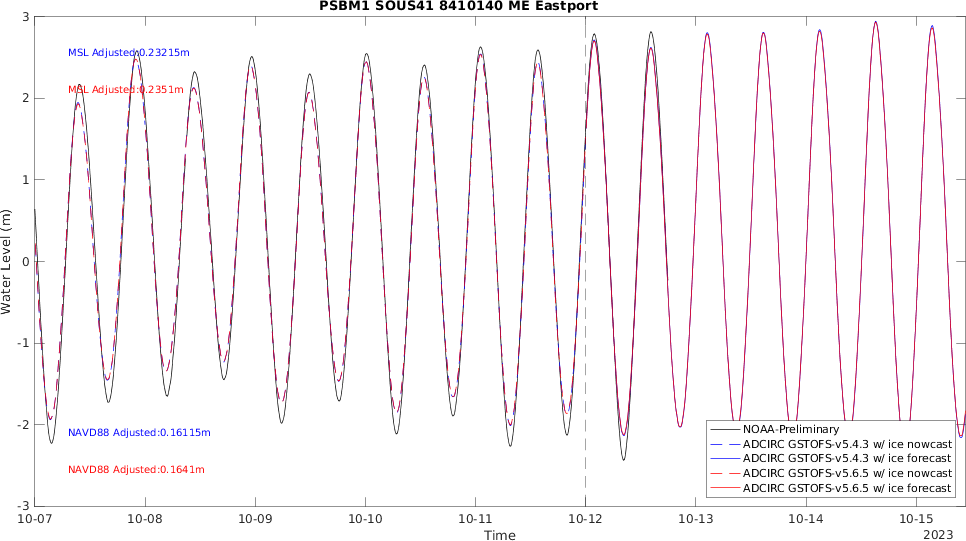 PSBM1 SOUS41 8410140 ME Eastport
3
2
1
0
-1
-2
-3
Water Level (m)
MSL Adjusted:0.23215m
MSL Adjusted:0.2351m
NAVD88 Adjusted:0.16115m
NAVD88 Adjusted:0.1641m
NOAA-Preliminary
ADCIRC GSTOFS-v5.4.3 w/ ice nowcast
ADCIRC GSTOFS-v5.4.3 w/ ice forecast
ADCIRC GSTOFS-v5.6.5 w/ ice nowcast
ADCIRC GSTOFS-v5.6.5 w/ ice forecast
10-07 10-08 10-09 10-10 10-11 10-12 10-13 10-14 10-15
Time
2023